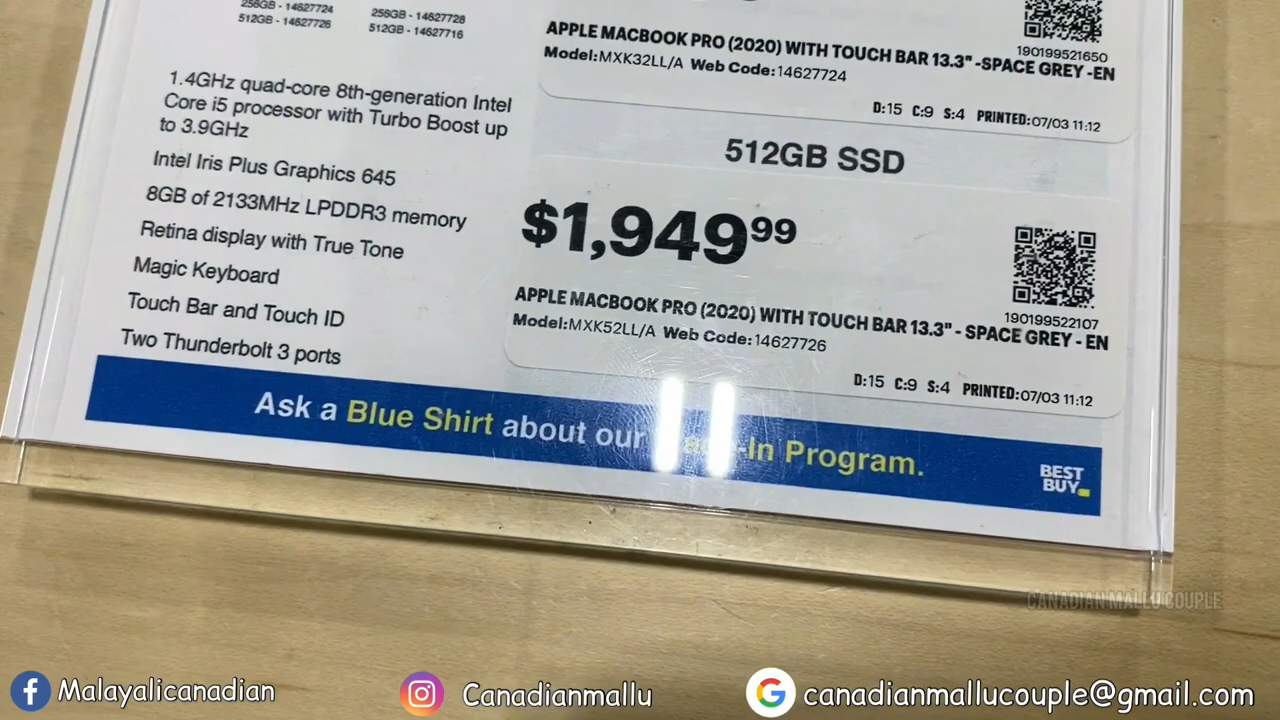 256GB - 14627724
512GB - 14627726
256GB - 14627728
512GB - 14627716
190199521650
APPLE MACBOOK PRO (2020) WITH TOUCH BAR 13.3" -SPACE GREY -EN
Model:MXK32LL/A Web Code:14627724
D:15 C:9 S:4 PRINTED:07/03 11:12
1.4GHz quad-core 8th-generation Intel
Core i5 processor with Turbo Boost up
to 3.9GHz
Intel Iris Plus Graphics 645
8GB of 2133MHz LPDDR3 memory
Retina display with True Tone
Magic Keyboard
Touch Bar and Touch ID
Two Thunderbolt 3 ports
512GB SSD
$1,949⁹⁹
190199522107
APPLE MACBOOK PRO (2020) WITH TOUCH BAR 13.3" - SPACE GREY - EN
Model:MXK52LL/A Web Code:14627726
D:15 C:9 S:4 PRINTED:07/03 11:12
Ask a Blue Shirt about our -In Program.
BEST
BUY
CANADIAN MALLU COUPLE
Malayalicanadian
Canadianmallu
canadianmallucouple@gmail.com